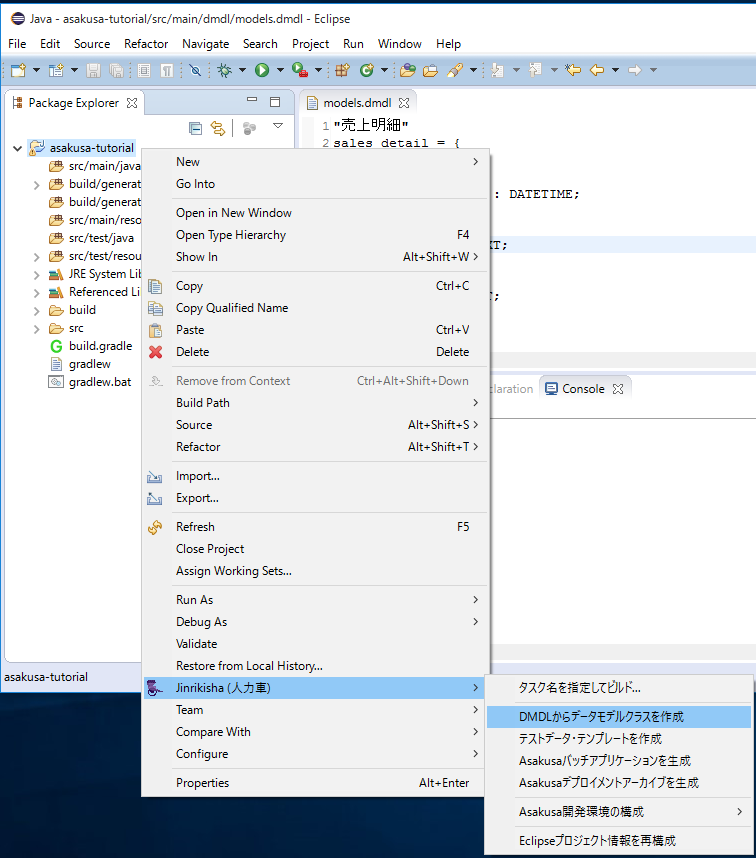 Java - asakusa-tutorial/src/main/dmdl/models.dmdl - Eclipse
File Edit Source Refactor Navigate Search Project Run Window Help
Package Explorer
models.dmdl
1 "売上明細"
2 sales_detail = {
: DATETIME;
XT;
;
asakusa-tutorial
src/main/java
build/generat
build/generat
src/main/reso
src/test/java
src/test/resou
JRE System Lib
Referenced Li
build
src
build.gradle
gradlew
gradlew.bat
claration
Console
New
Go Into
Open in New Window
Open Type Hierarchy F4
Show In Alt+Shift+W
Copy Ctrl+C
Copy Qualified Name
Paste Ctrl+V
Delete Delete
Remove from Context Ctrl+Alt+Shift+Down
Build Path
Source Alt+Shift+S
Refactor Alt+Shift+T
Import...
Export...
Refresh F5
Close Project
Assign Working Sets...
Run As
Debug As
Validate
Restore from Local History...
Jinrikisha (人力車)
Team
Compare With
Configure
Properties Alt+Enter
タスク名を指定してビルド...
DMDLからデータモデルクラスを作成
テストデータ・テンプレートを作成
Asakusaバッチアプリケーションを生成
Asakusaデプロイメントアーカイブを生成
Asakusa開発環境の構成
Eclipseプロジェクト情報を再構成
asakusa-tutorial